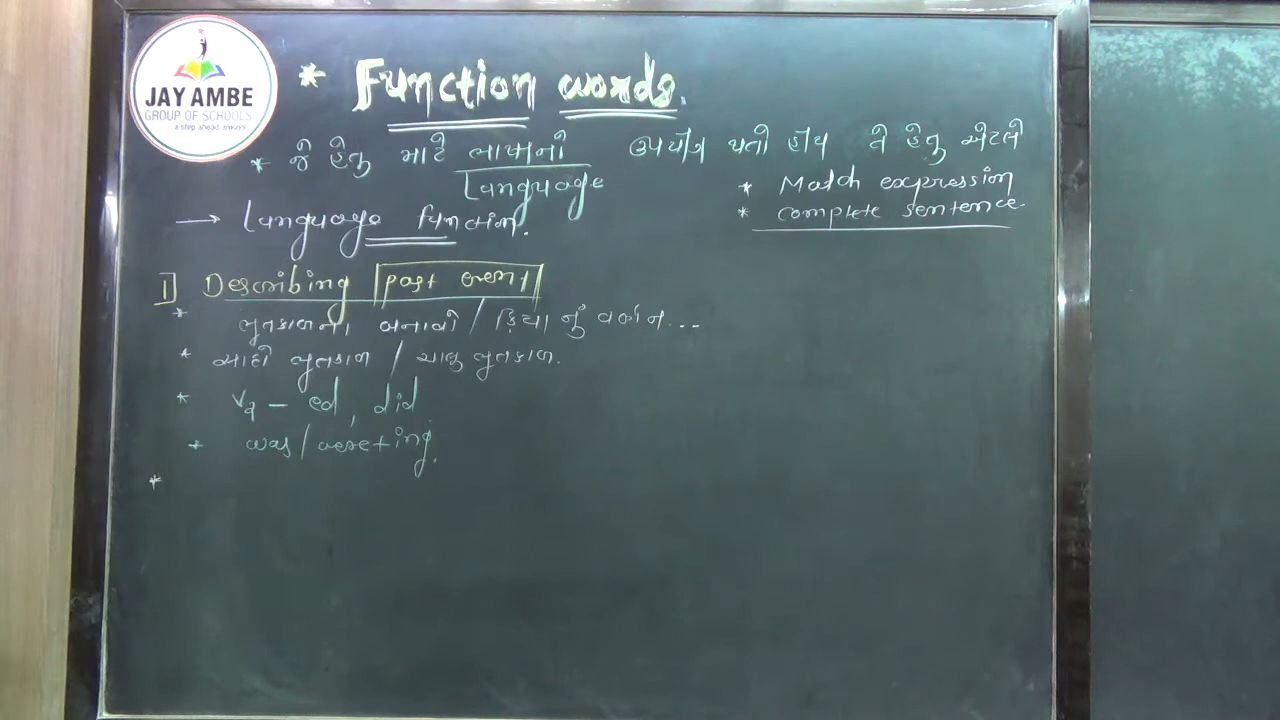 JAY AMBE
GROUP OF SCHOOLS
a step ahead always
* Function words.
* જે હેતુ માટે ભાષાનો ઉપયોગ થતો હોય તે હેતુ એટલે
Language
* Match expression
→ Language function.
* complete sentence
1] Describing past event
* ભૂતકાળના બનાવો / ક્રિયા નું વર્ણન...
* સાદો ભૂતકાળ / ચાલુ ભૂતકાળ.
* V2 - ed, did
* was/were+ing.
*